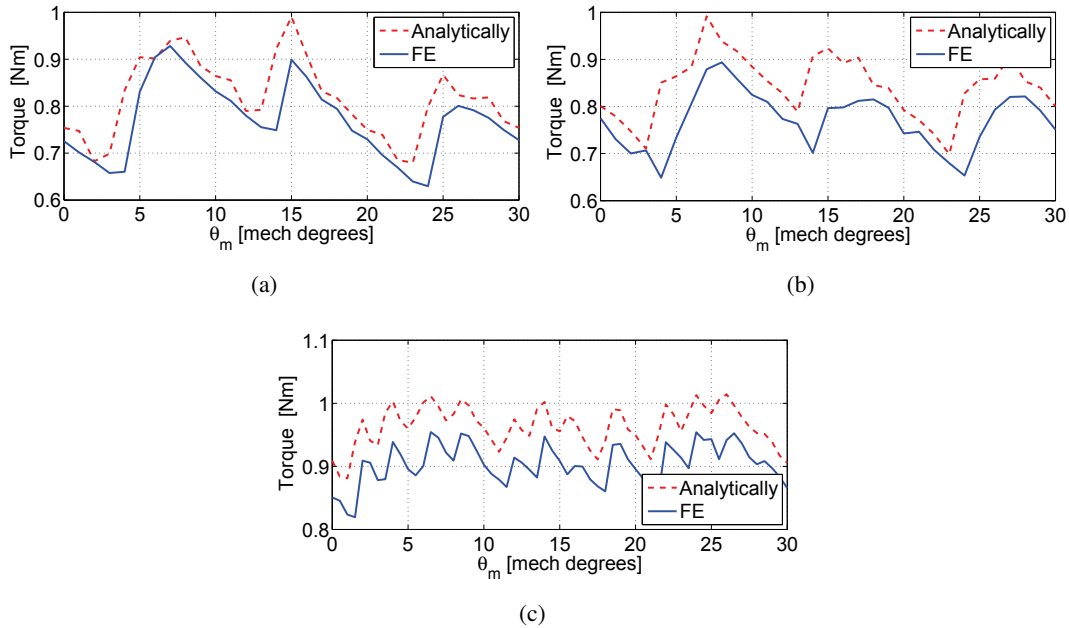 1
0.9
0.8
0.7
0.6
Torque [Nm]
0 5 10 15 20 25 30
θm [mech degrees]
Analytically
FE
(a)
1
0.9
0.8
0.7
0.6
Torque [Nm]
0 5 10 15 20 25 30
θm [mech degrees]
Analytically
FE
(b)
1.1
1
0.9
0.8
Torque [Nm]
0 5 10 15 20 25 30
θm [mech degrees]
Analytically
FE
(c)